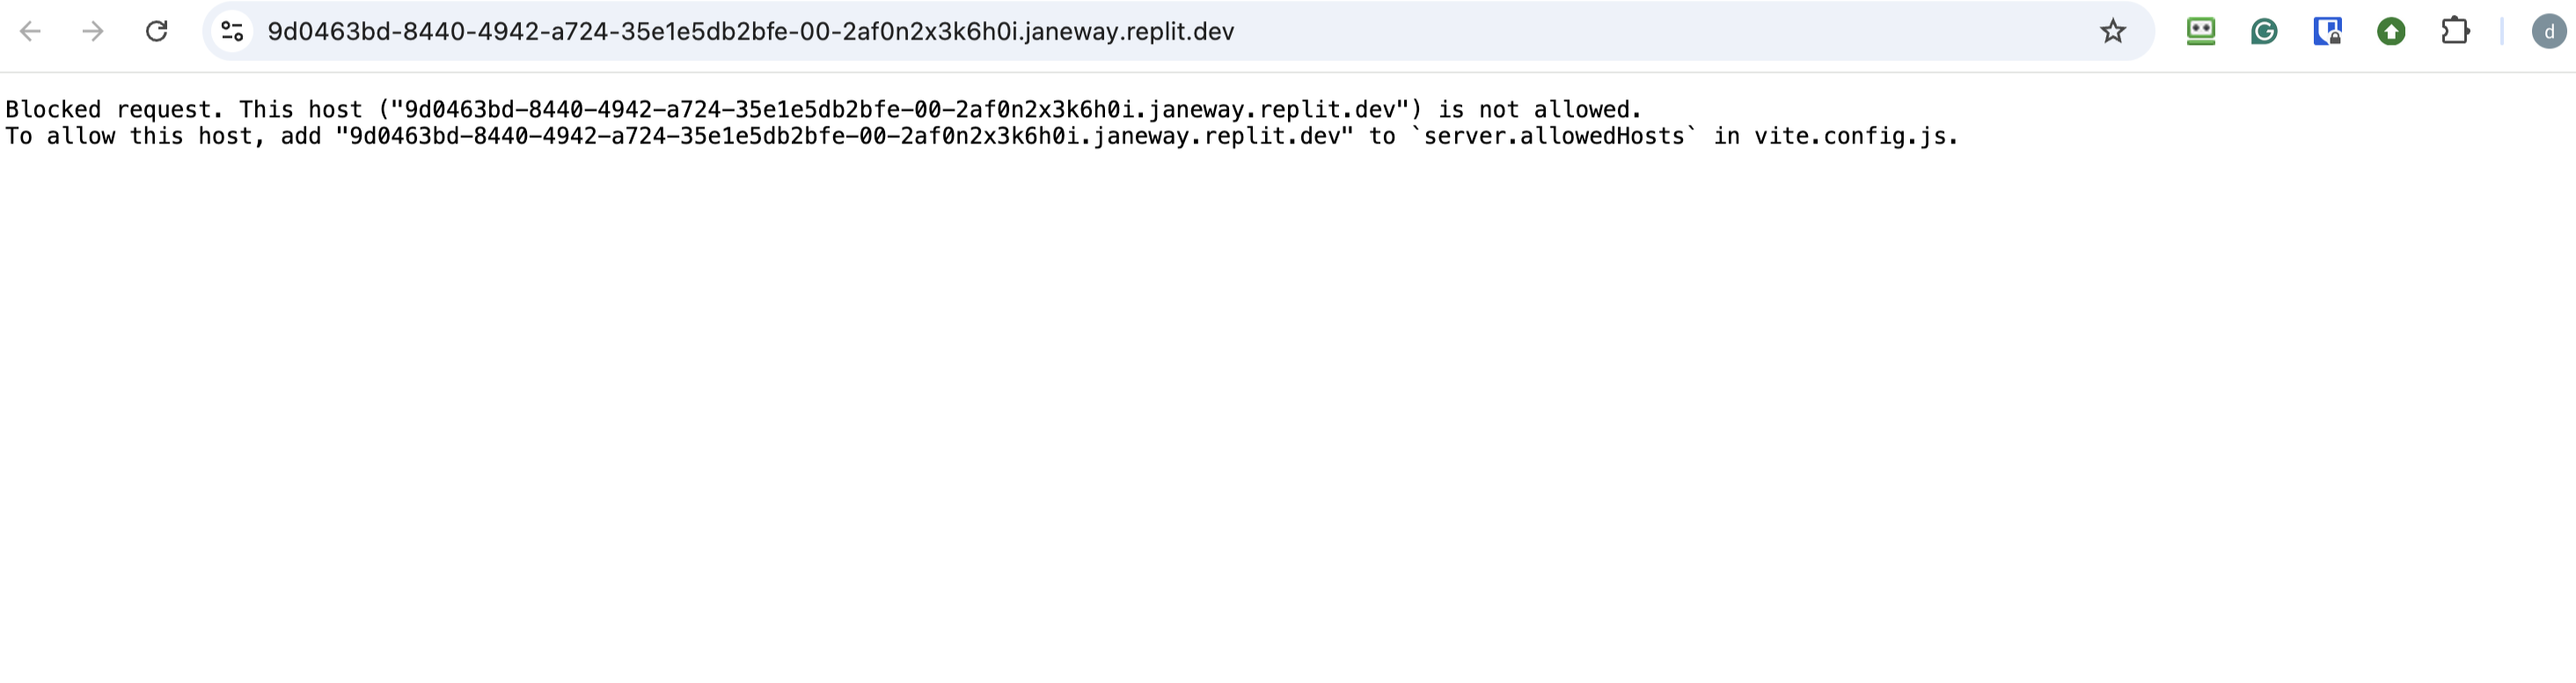 9d0463bd-8440-4942-a724-35e1e5db2bfe-00-2af0n2x3k6h0i.janeway.replit.dev
d
Blocked request. This host ("9d0463bd-8440-4942-a724-35e1e5db2bfe-00-2af0n2x3k6h0i.janeway.replit.dev") is not allowed.
To allow this host, add "9d0463bd-8440-4942-a724-35e1e5db2bfe-00-2af0n2x3k6h0i.janeway.replit.dev" to `server.allowedHosts` in vite.config.js.